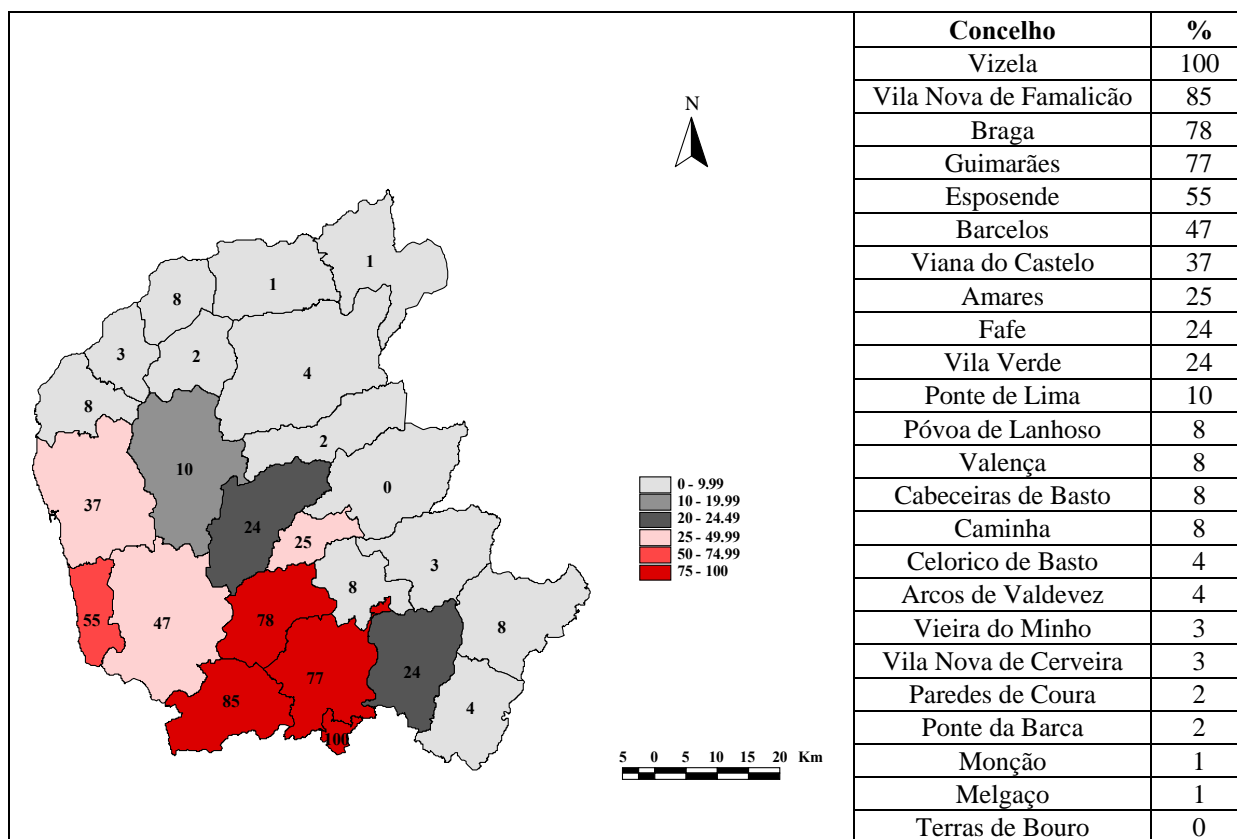 N
1
1
8
3
2
4
8
2
10
0
37
24
25
3
8
55
47
78
8
77
24
85
4
100
0 - 9.99
10 - 19.99
20 - 24.49
25 - 49.99
50 - 74.99
75 - 100
5 0 5 10 15 20 Km
Concelho %
Vizela 100
Vila Nova de Famalicão 85
Braga 78
Guimarães 77
Esposende 55
Barcelos 47
Viana do Castelo 37
Amares 25
Fafe 24
Vila Verde 24
Ponte de Lima 10
Póvoa de Lanhoso 8
Valença 8
Cabeceiras de Basto 8
Caminha 8
Celorico de Basto 4
Arcos de Valdevez 4
Vieira do Minho 3
Vila Nova de Cerveira 3
Paredes de Coura 2
Ponte da Barca 2
Monção 1
Melgaço 1
Terras de Bouro 0